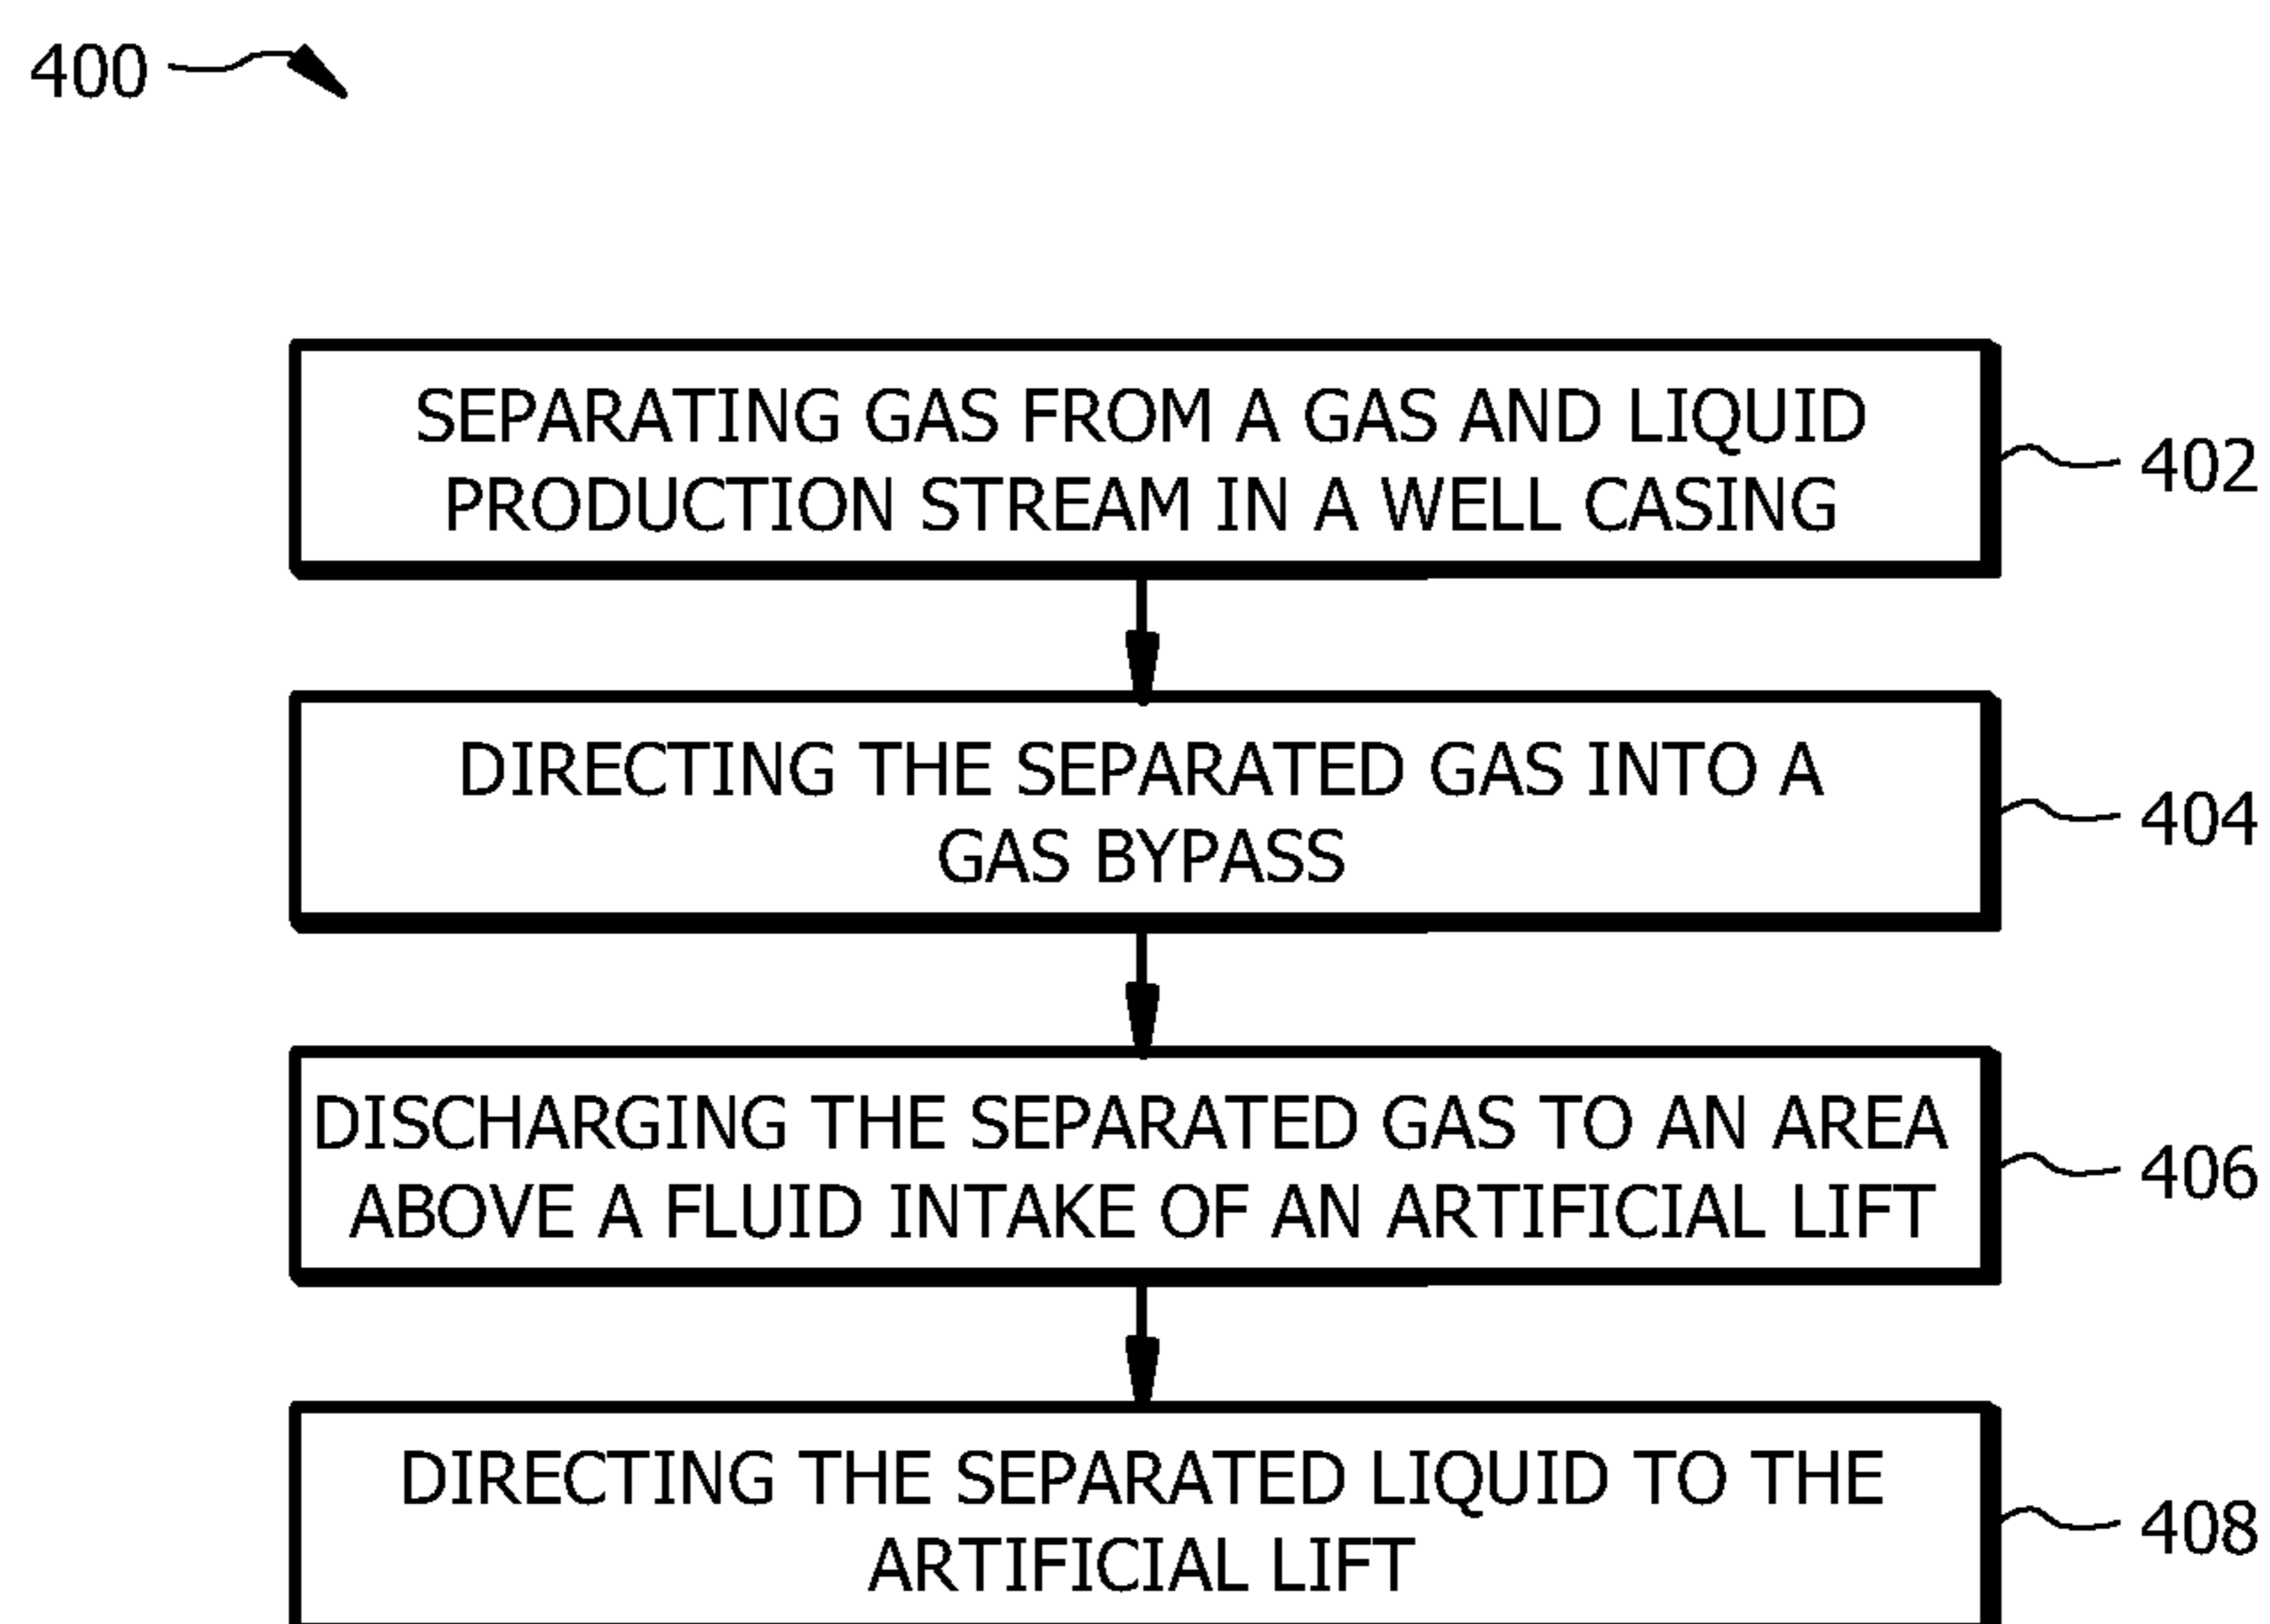 400
SEPARATING GAS FROM A GAS AND LIQUID
PRODUCTION STREAM IN A WELL CASING
402
DIRECTING THE SEPARATED GAS INTO A
GAS BYPASS
404
DISCHARGING THE SEPARATED GAS TO AN AREA
ABOVE A FLUID INTAKE OF AN ARTIFICIAL LIFT
406
DIRECTING THE SEPARATED LIQUID TO THE
ARTIFICIAL LIFT
408